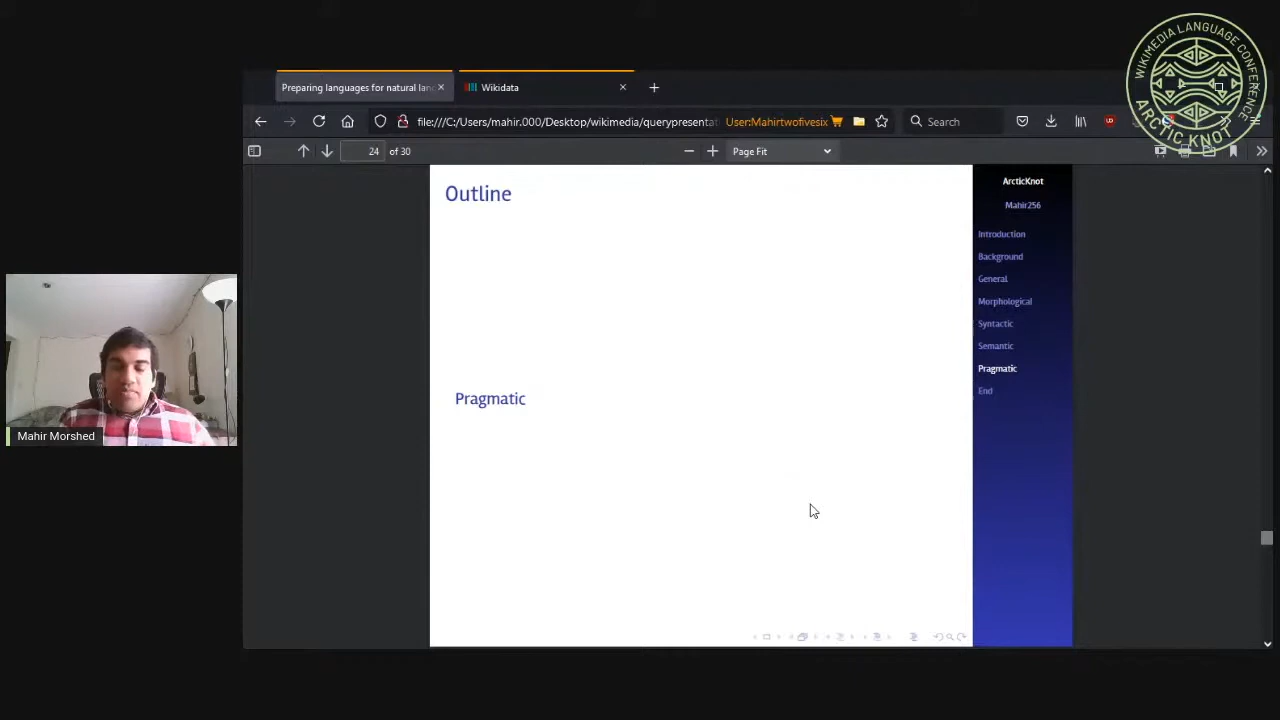 WIKIMEDIA LANGUAGE CONFERENCE
ARCTIC KNOT
Preparing languages for natural lan
Wikidata
file:///C:/Users/mahir.000/Desktop/wikimedia/querypresentat
User:Mahirtwofivesix
Search
24 of 30
Page Fit
Outline
Pragmatic
ArcticKnot
Mahir256
Introduction
Background
General
Morphological
Syntactic
Semantic
Pragmatic
End
Mahir Morshed